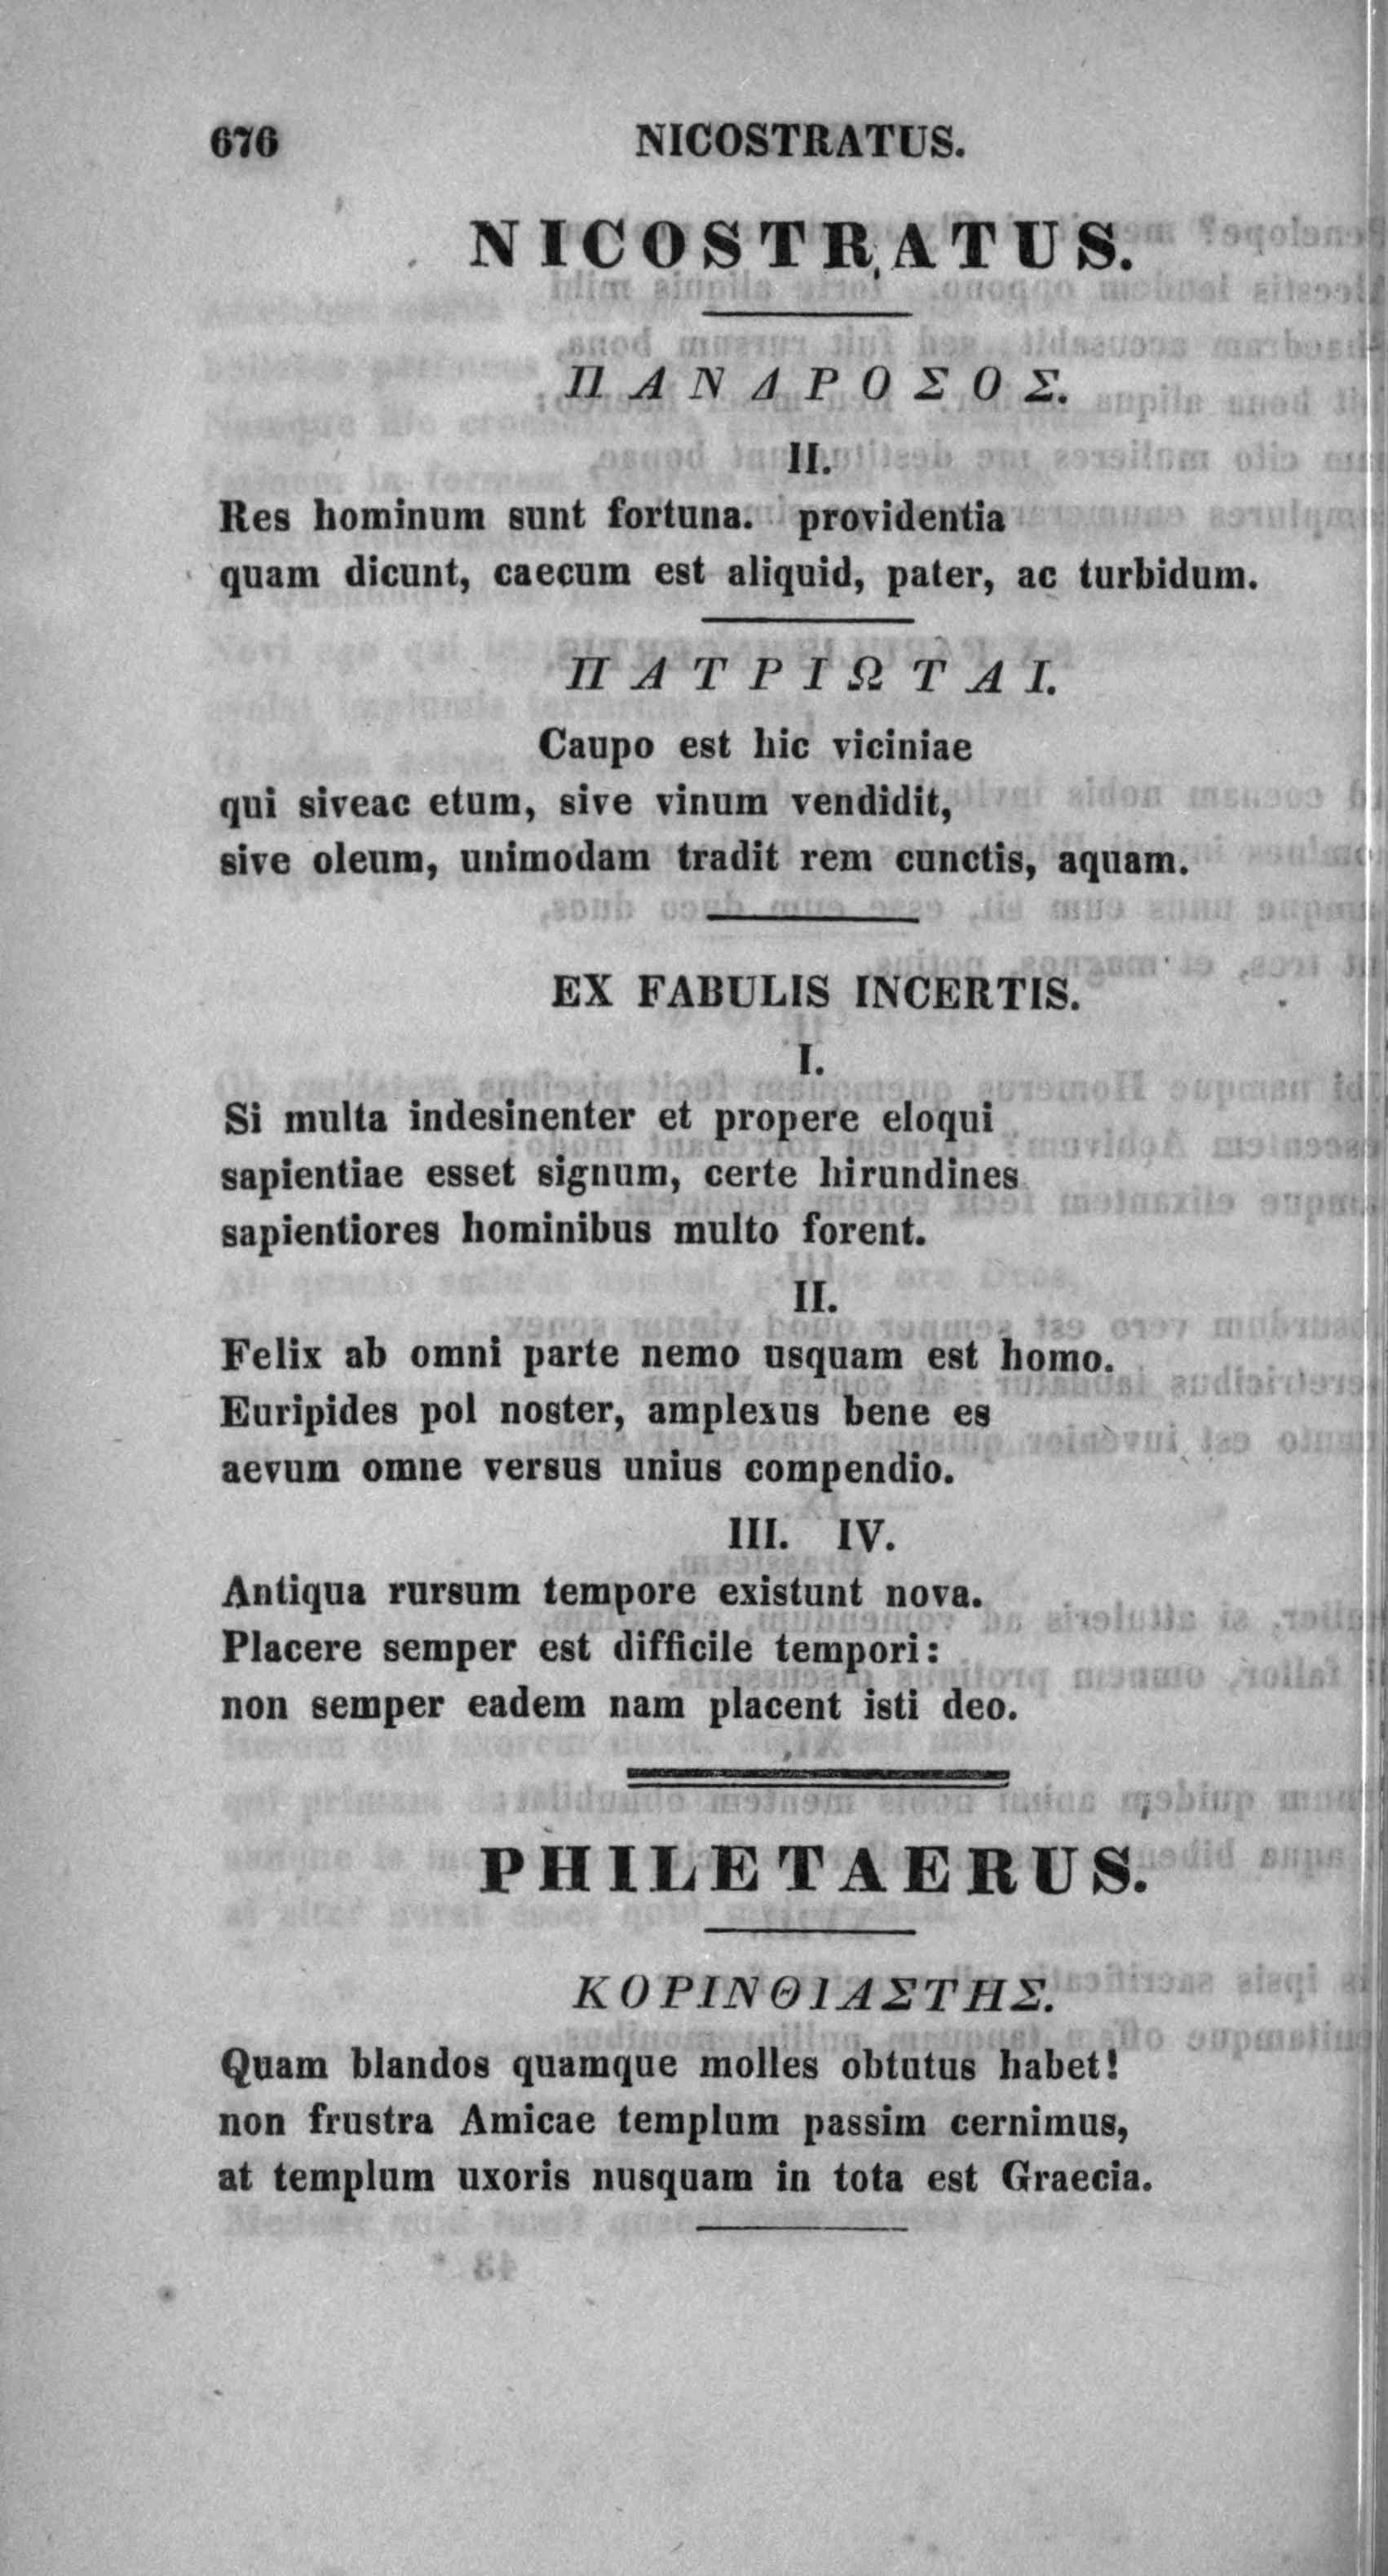 676
NICOSTRATUS.
NICOSTRATUS.
ΠΑΝΔΡΟΣΟΣ.
II.
Res hominum sunt fortuna. providentia
quam dicunt, caecum est aliquid, pater, ac turbidum.
ΠΑΤΡΙΩΤΑΙ.
Caupo est hic viciniae
qui siveac etum, sive vinum vendidit,
sive oleum, unimodam tradit rem cunctis, aquam.
EX FABULIS INCERTIS.
I.
Si multa indesinenter et propere eloqui
sapientiae esset signum, certe hirundines
sapientiores hominibus multo forent.
II.
Felix ab omni parte nemo usquam est homo.
Euripides pol noster, amplexus bene es
aevum omne versus unius compendio.
III. IV.
Antiqua rursum tempore existunt nova.
Placere semper est difficile tempori:
non semper eadem nam placent isti deo.
PHILETAERUS.
ΚΟΡΙΝΘΙΑΣΤΗΣ.
Quam blandos quamque molles obtutus habet!
non frustra Amicae templum passim cernimus,
at templum uxoris nusquam in tota est Graecia.